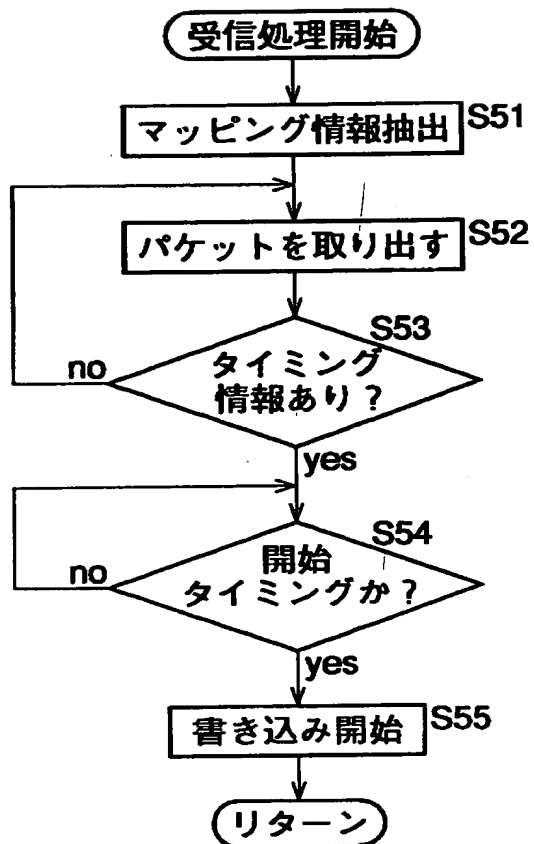 受信処理開始
マッピング情報抽出
S51
パケットを取り出す
S52
S53
タイミング
情報あり?
no
yes
S54
開始
タイミングか?
no
yes
書き込み開始
S55
リターン